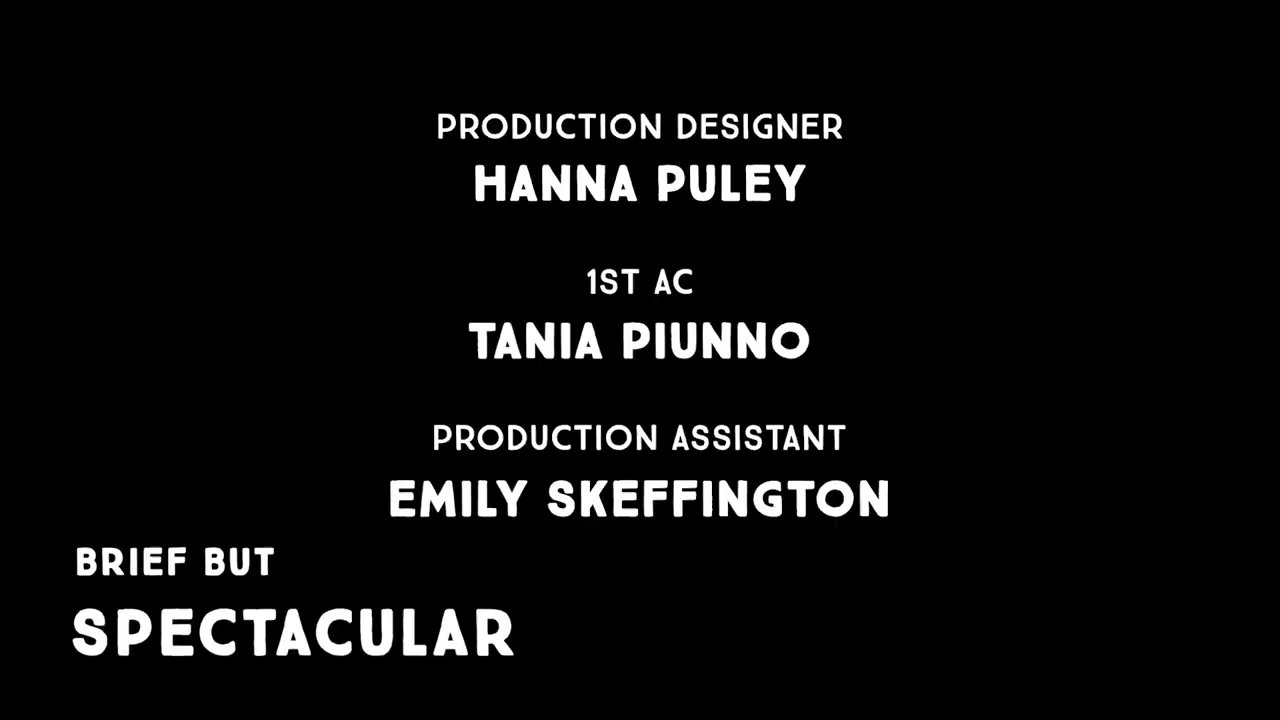 PRODUCTION DESIGNER
HANNA PULEY
1ST AC
TANIA PIUNNO
PRODUCTION ASSISTANT
EMILY SKEFFINGTON
BRIEF BUT
SPECTACULAR